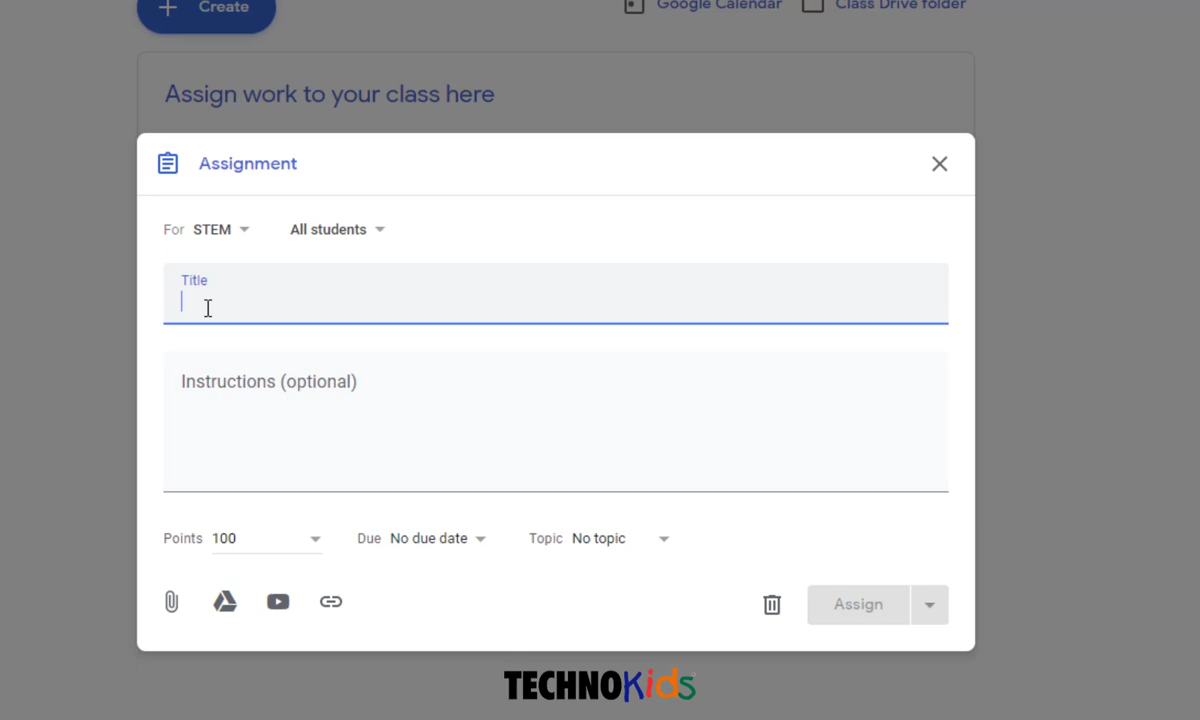 Create
Google Calendar
Class Drive folder
Assign work to your class here
Assignment
For STEM All students
Title
Instructions (optional)
Points 100 Due No due date Topic No topic
Assign
TECHNOKids